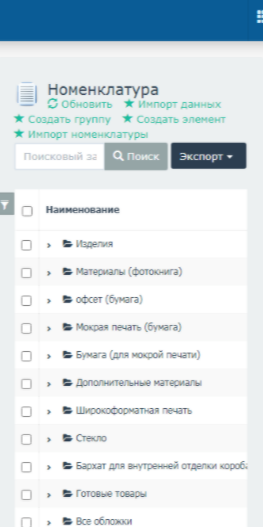 Номенклатура
Обновить Импорт данных
Создать группу Создать элемент
Импорт номенклатуры
Поисковый за Поиск Экспорт
Наименование
Изделия
Материалы (фотокнига)
офсет (бумага)
Мокрая печать (бумага)
Бумага (для мокрой печати)
Дополнительные материалы
Широкоформатная печать
Стекло
Бархат для внутренней отделки короба
Готовые товары
Все обложки